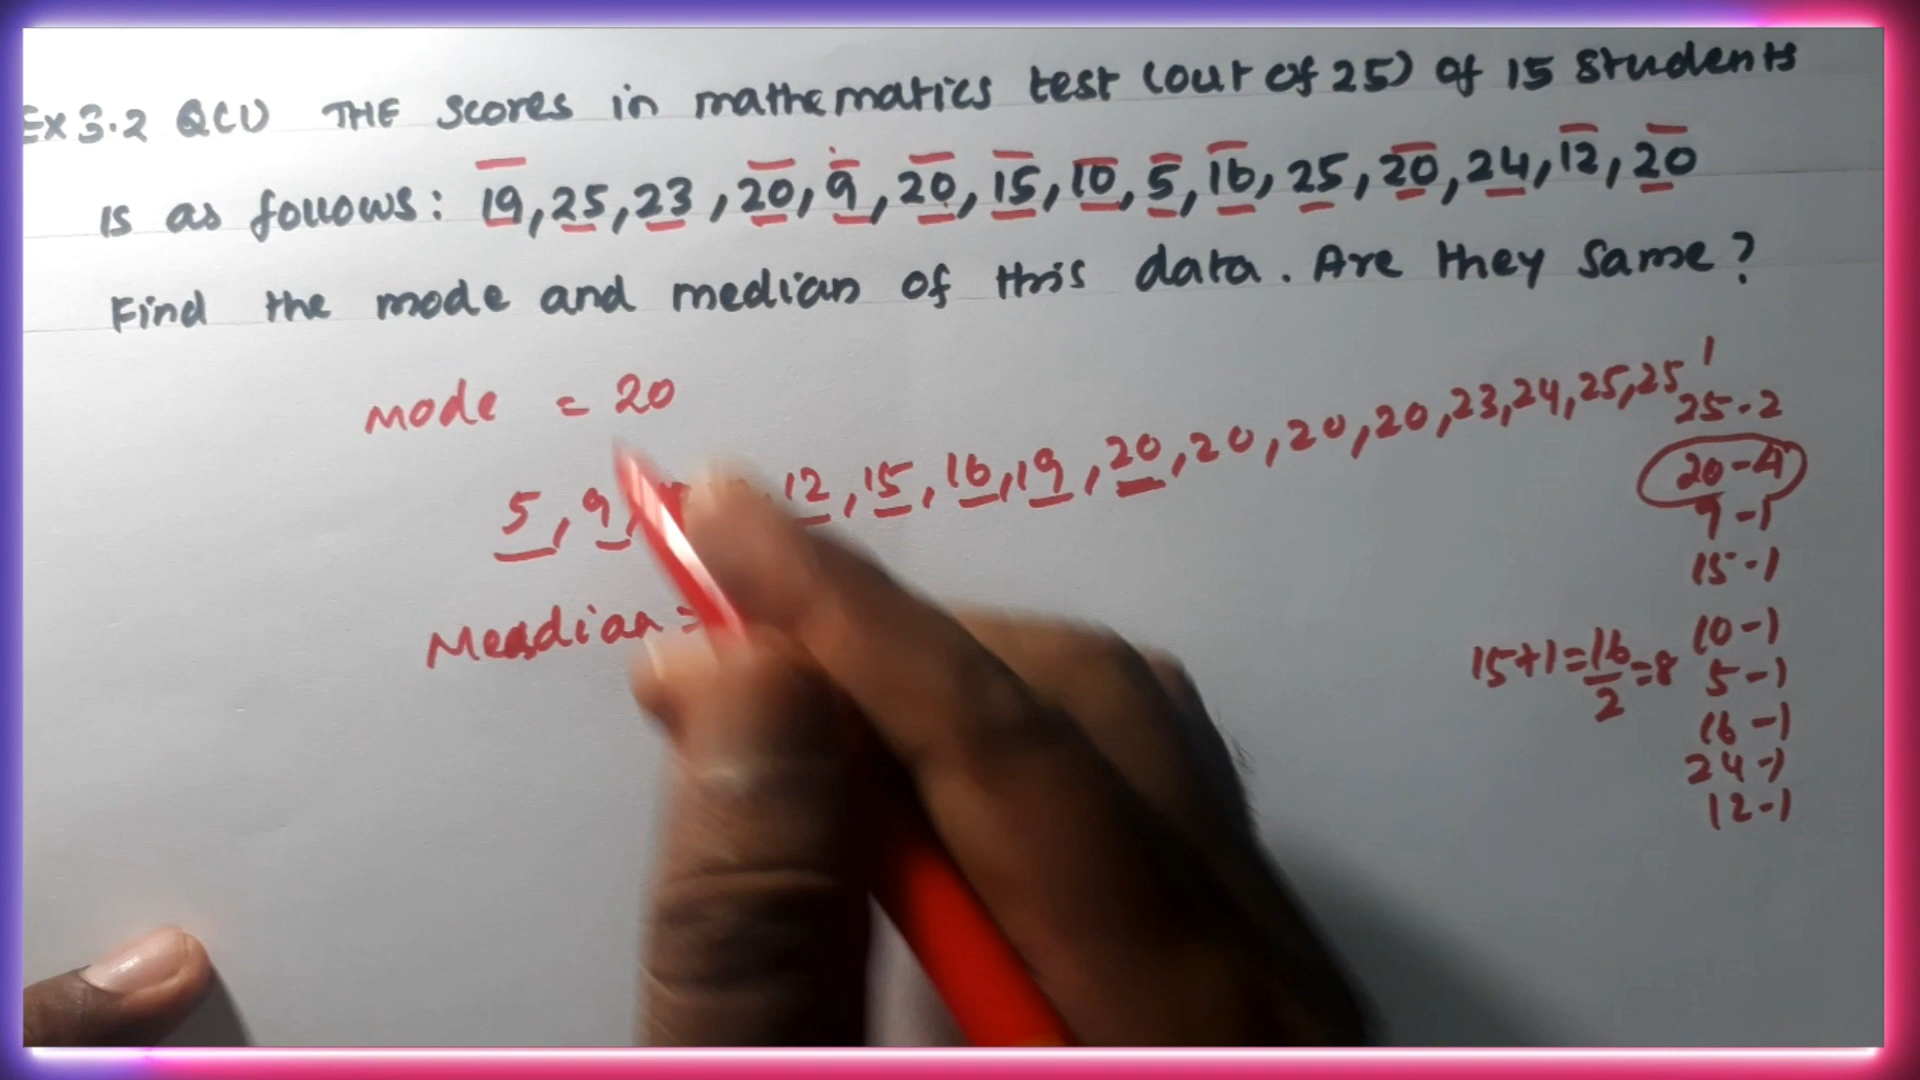 Ex 3.2 Q(1) THE scores in mathematics test (out of 25) of 15 students
is as follows: 19, 25, 23, 20, 9, 20, 15, 10, 5, 16, 25, 20, 24, 12, 20
Find the mode and median of this data. Are they same?
mode = 20
5, 9, 12, 15, 16, 19, 20, 20, 20, 20, 23, 24, 25, 25
Median =
1
25-2
20-4
9-1
15-1
10-1
15+1=16/2=8
5-1
16-1
24-1
12-1